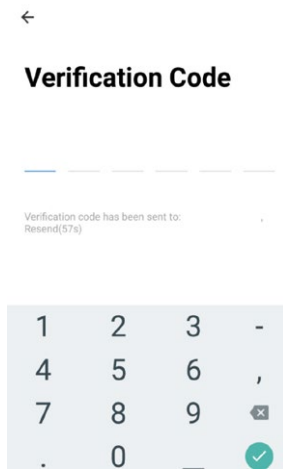 Verification Code
Verification code has been sent to:
Resend(57s)
1 2 3 -
4 5 6 ,
7 8 9
. 0 _